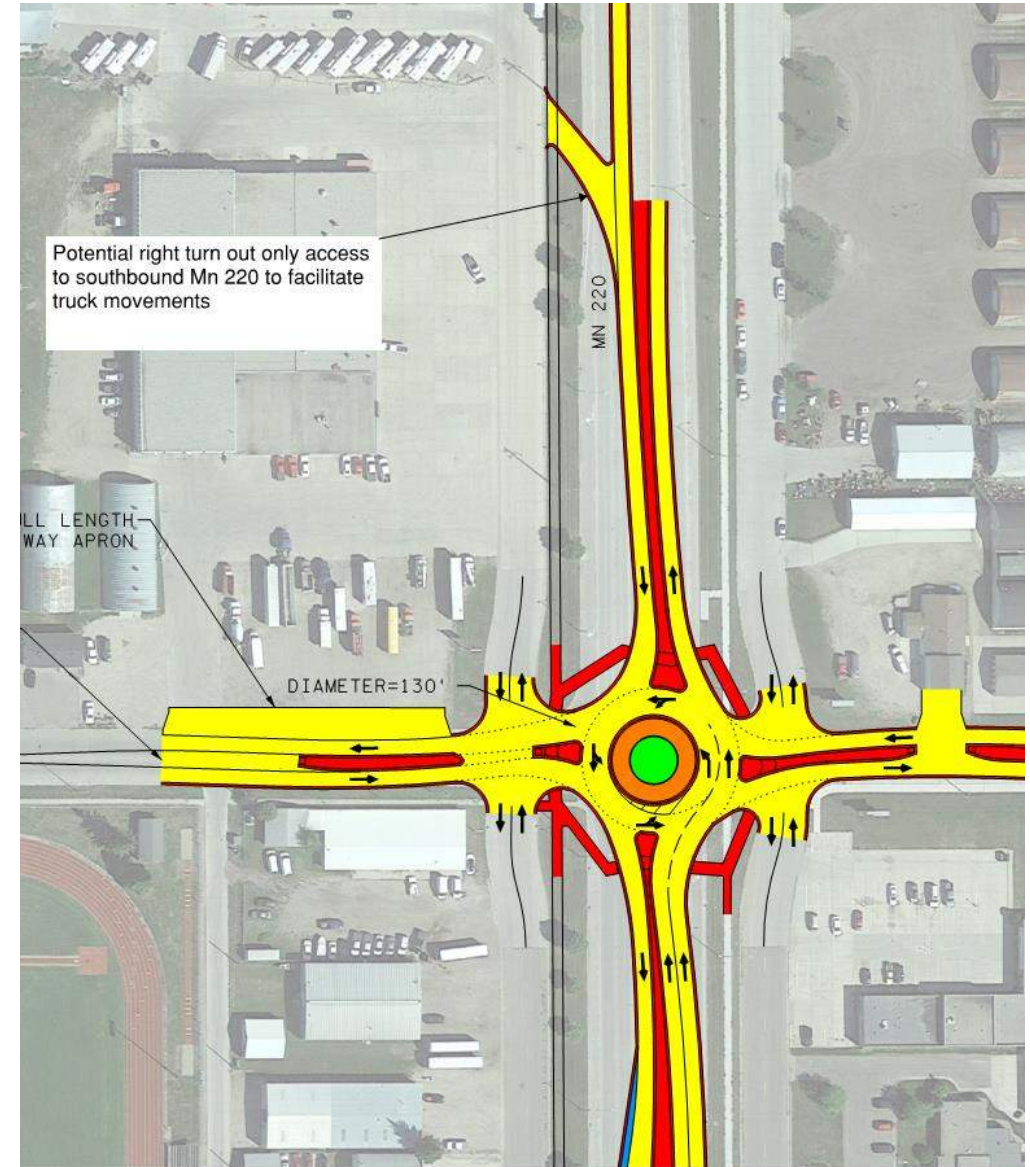 Potential right turn out only access
to southbound Mn 220 to facilitate
truck movements
MN 220
LENGTH
WAY APRON
DIAMETER=130'